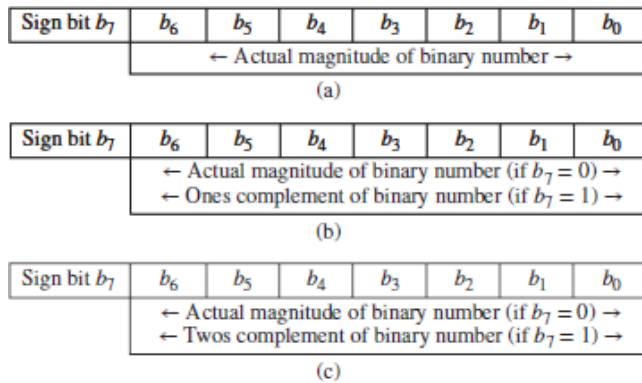 Sign bit b₇ b₆ b₅ b₄ b₃ b₂ b₁ b₀
← Actual magnitude of binary number →
(a)
Sign bit b₇ b₆ b₅ b₄ b₃ b₂ b₁ b₀
← Actual magnitude of binary number (if b₇ = 0) →
← Ones complement of binary number (if b₇ = 1) →
(b)
Sign bit b₇ b₆ b₅ b₄ b₃ b₂ b₁ b₀
← Actual magnitude of binary number (if b₇ = 0) →
← Twos complement of binary number (if b₇ = 1) →
(c)